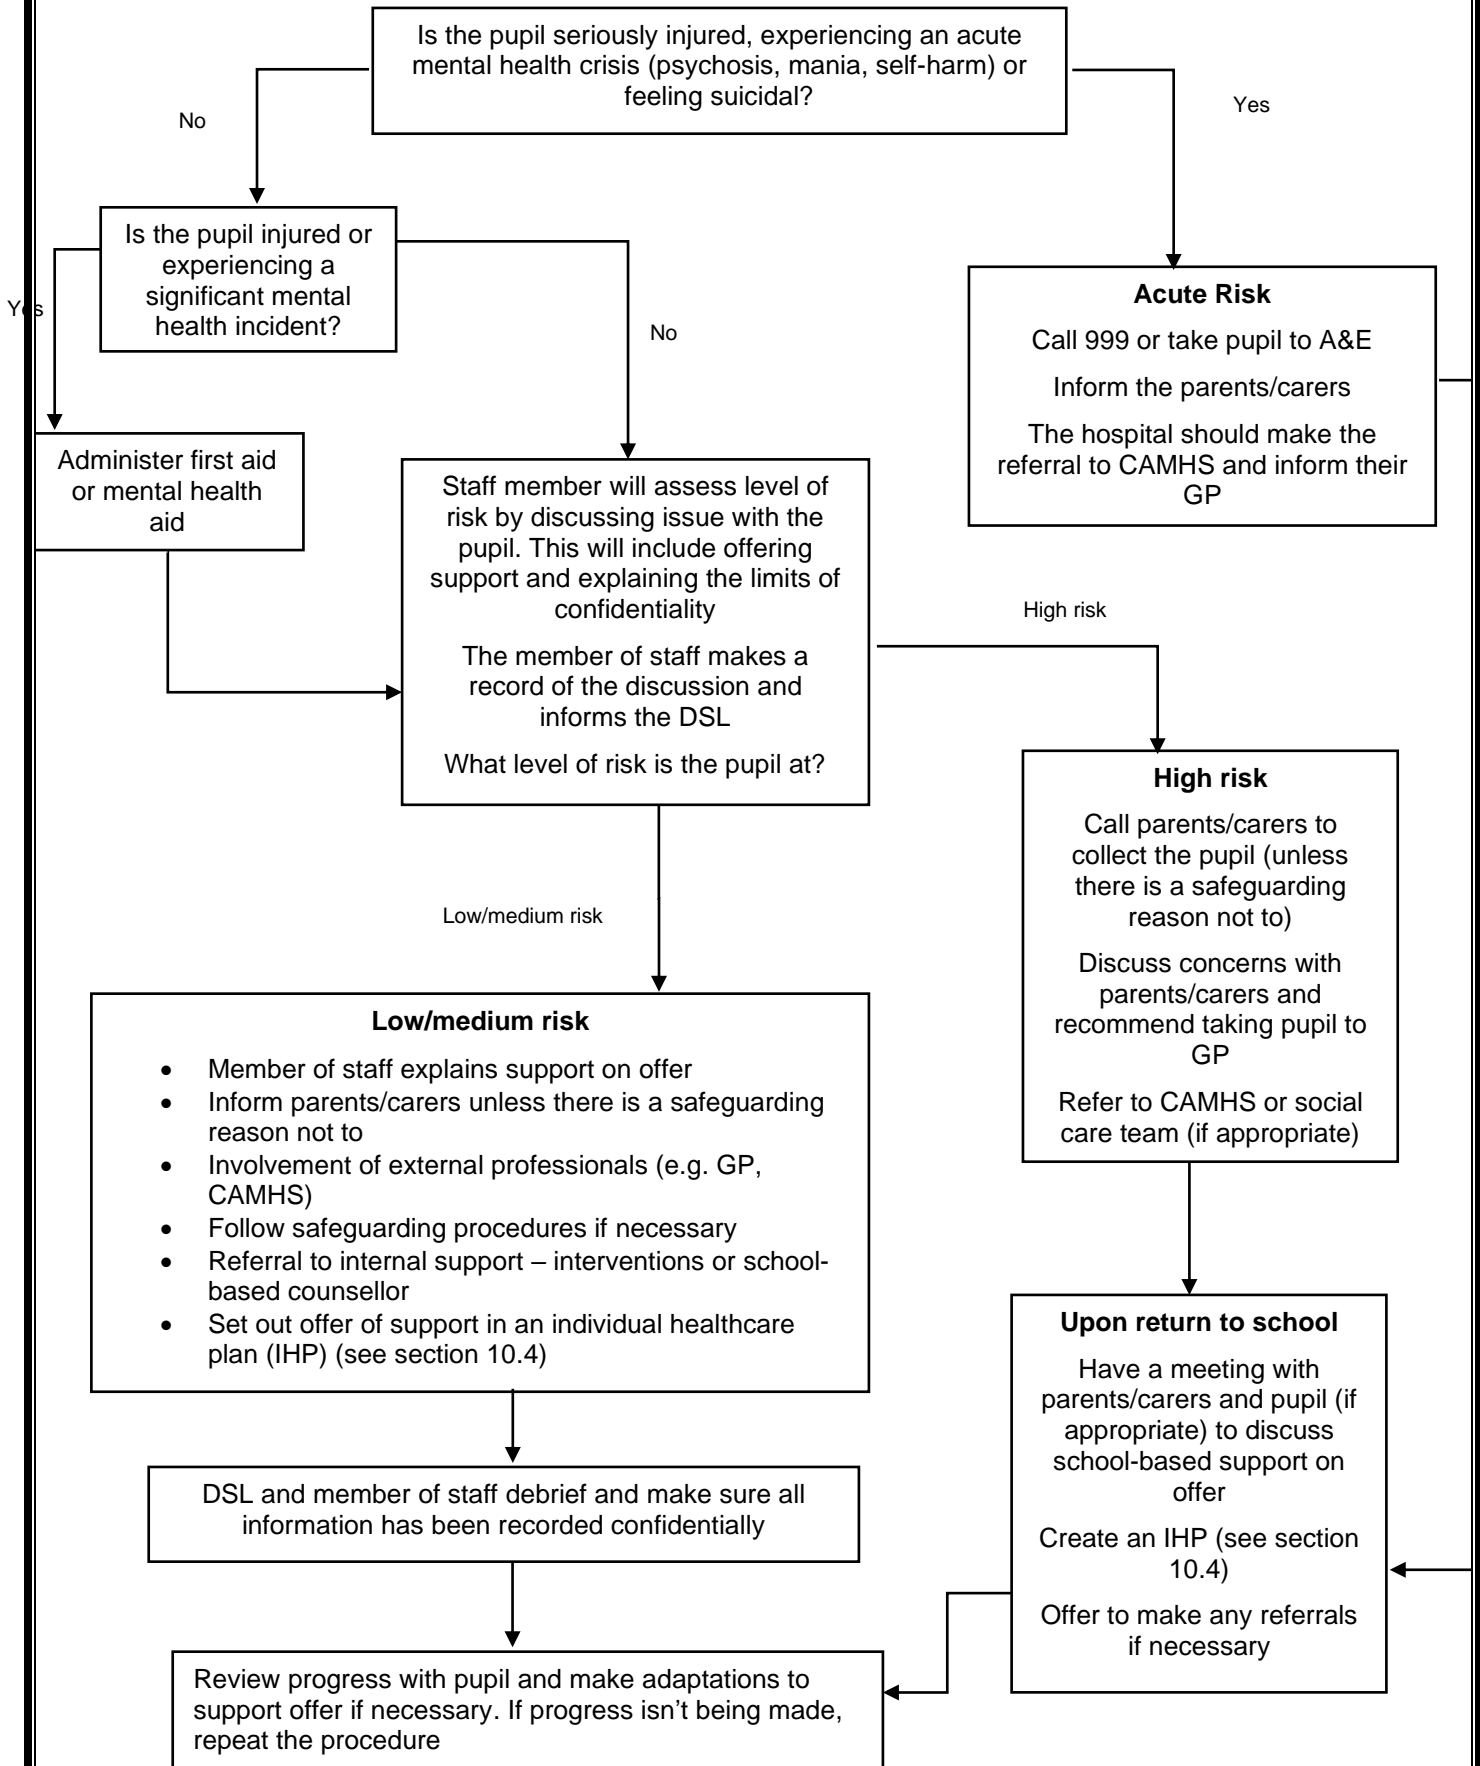 Is the pupil seriously injured, experiencing an acute
mental health crisis (psychosis, mania, self-harm) or
feeling suicidal?
No
Yes
Is the pupil injured or
experiencing a
significant mental
health incident?
Yes
No
Acute Risk
Call 999 or take pupil to A&E
Inform the parents/carers
The hospital should make the
referral to CAMHS and inform their
GP
Administer first aid
or mental health
aid
Staff member will assess level of
risk by discussing issue with the
pupil. This will include offering
support and explaining the limits of
confidentiality
The member of staff makes a
record of the discussion and
informs the DSL
What level of risk is the pupil at?
High risk
High risk
Call parents/carers to
collect the pupil (unless
there is a safeguarding
reason not to)
Discuss concerns with
parents/carers and
recommend taking pupil to
GP
Refer to CAMHS or social
care team (if appropriate)
Low/medium risk
Low/medium risk
• Member of staff explains support on offer
• Inform parents/carers unless there is a safeguarding
reason not to
• Involvement of external professionals (e.g. GP,
CAMHS)
• Follow safeguarding procedures if necessary
• Referral to internal support – interventions or school-
based counsellor
• Set out offer of support in an individual healthcare
plan (IHP) (see section 10.4)
Upon return to school
Have a meeting with
parents/carers and pupil (if
appropriate) to discuss
school-based support on
offer
Create an IHP (see section
10.4)
Offer to make any referrals
if necessary
DSL and member of staff debrief and make sure all
information has been recorded confidentially
Review progress with pupil and make adaptations to
support offer if necessary. If progress isn’t being made,
repeat the procedure